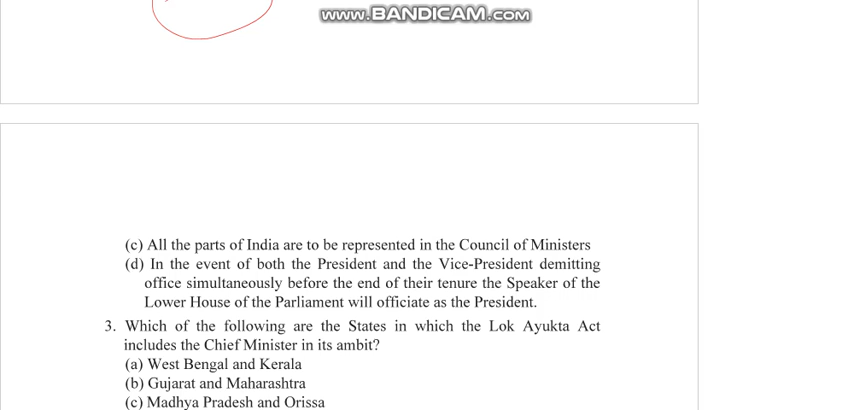 www.BANDICAM.COM
(c) All the parts of India are to be represented in the Council of Ministers
(d) In the event of both the President and the Vice-President demitting
office simultaneously before the end of their tenure the Speaker of the
Lower House of the Parliament will officiate as the President.
3. Which of the following are the States in which the Lok Ayukta Act
includes the Chief Minister in its ambit?
(a) West Bengal and Kerala
(b) Gujarat and Maharashtra
(c) Madhya Pradesh and Orissa